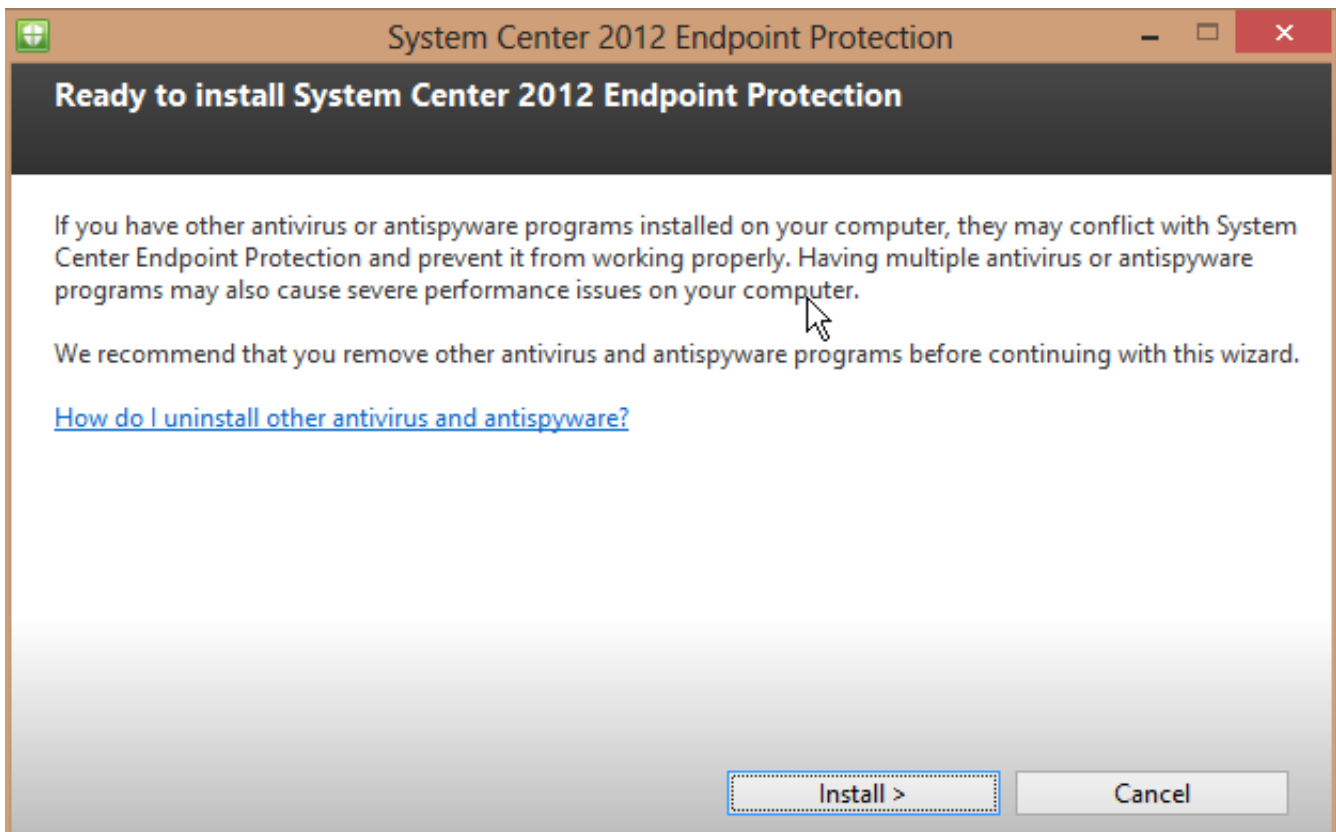 System Center 2012 Endpoint Protection
Ready to install System Center 2012 Endpoint Protection
If you have other antivirus or antispyware programs installed on your computer, they may conflict with System
Center Endpoint Protection and prevent it from working properly. Having multiple antivirus or antispyware
programs may also cause severe performance issues on your computer.
We recommend that you remove other antivirus and antispyware programs before continuing with this wizard.
How do I uninstall other antivirus and antispyware?
Install >
Cancel